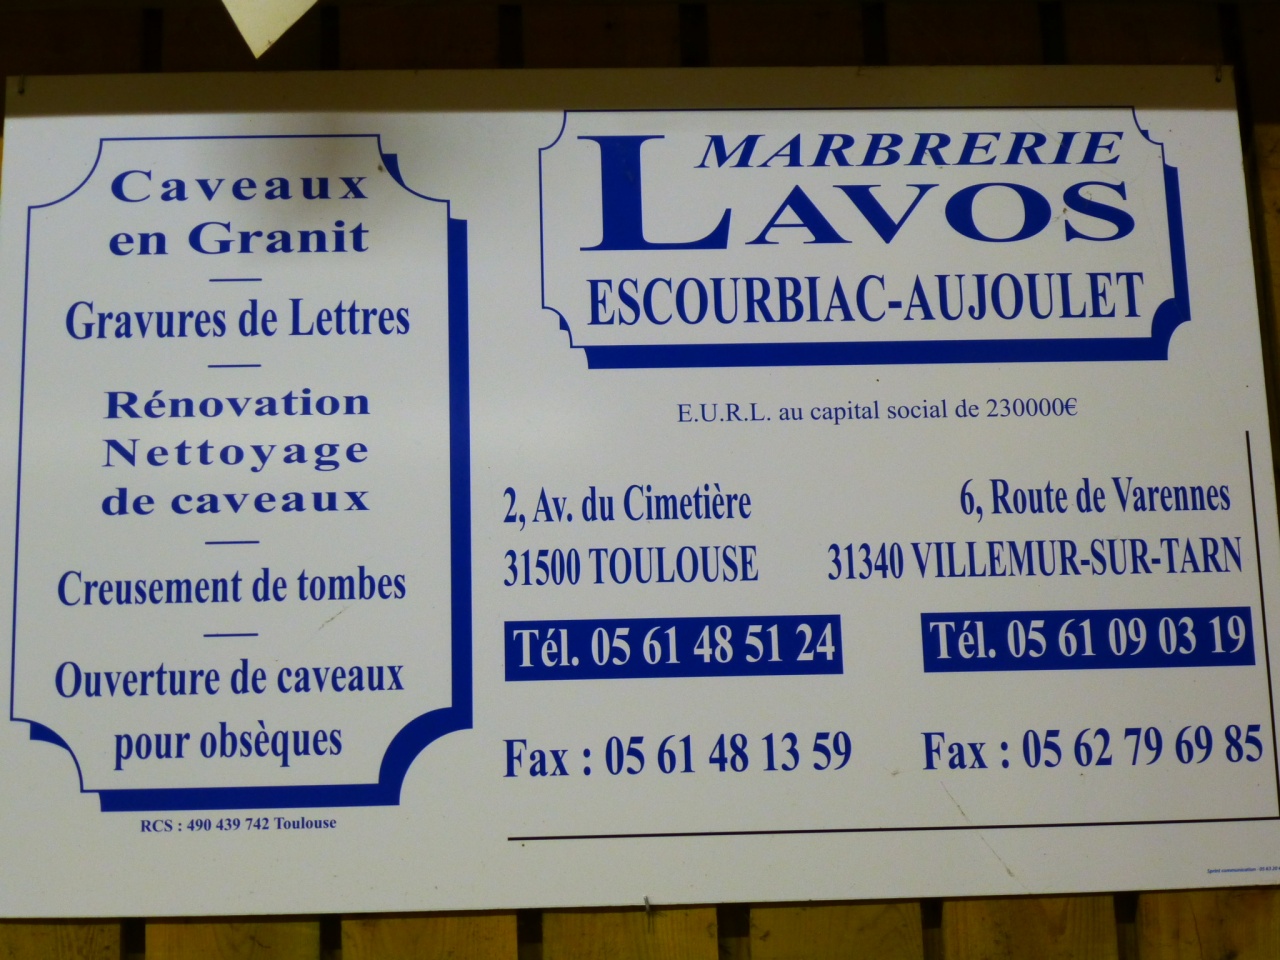 Caveaux
en Granit
Gravures de Lettres
Rénovation
Nettoyage
de caveaux
Creusement de tombes
Ouverture de caveaux
pour obsèques
RCS : 490 439 742 Toulouse
MARBRERIE
LAVOS
ESCOURBIAC-AUJOULET
E.U.R.L. au capital social de 230000€
2, Av. du Cimetière
31500 TOULOUSE
Tél. 05 61 48 51 24
Fax : 05 61 48 13 59
6, Route de Varennes
31340 VILLEMUR-SUR-TARN
Tél. 05 61 09 03 19
Fax : 05 62 79 69 85